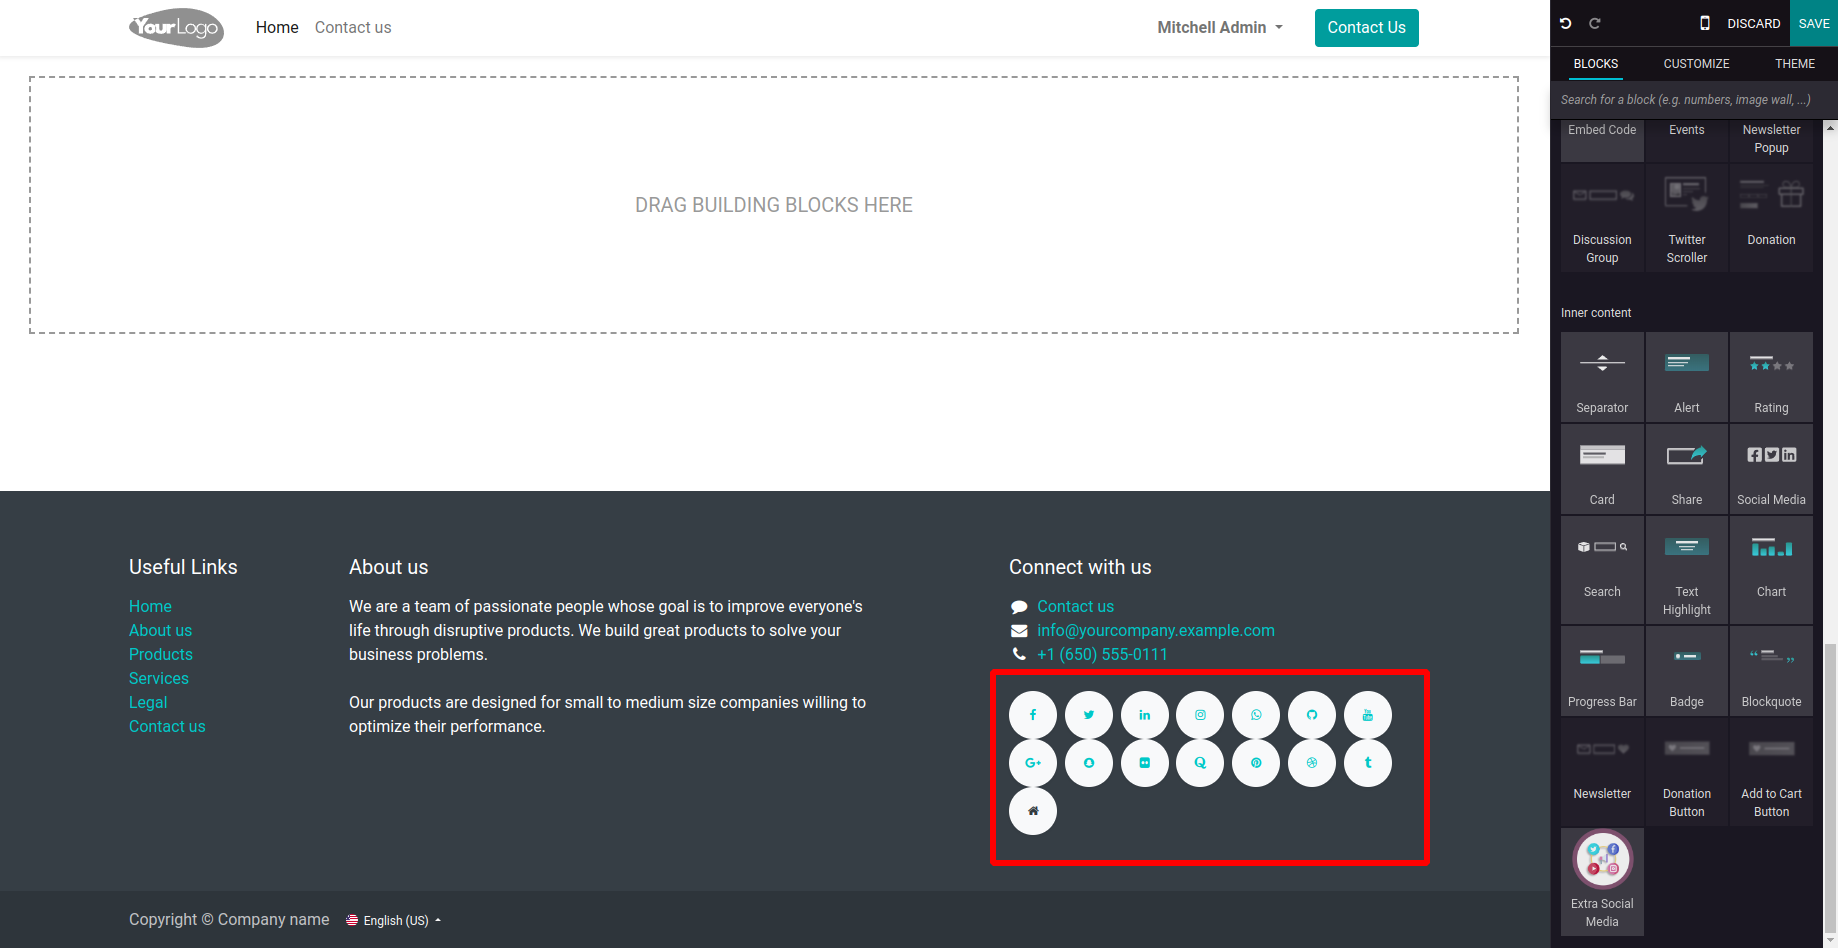 YourLogo
Home
Contact us
Mitchell Admin
Contact Us
DISCARD
SAVE
BLOCKS
CUSTOMIZE
THEME
Search for a block (e.g. numbers, image wall, ...)
Embed Code
Events
Newsletter
Popup
Discussion
Group
Twitter
Scroller
Donation
DRAG BUILDING BLOCKS HERE
Inner content
Separator
Alert
Rating
Card
Share
Social Media
Search
Text
Highlight
Chart
Progress Bar
Badge
Blockquote
Newsletter
Donation
Button
Add to Cart
Button
Extra Social
Media
Useful Links
Home
About us
Products
Services
Legal
Contact us
About us
We are a team of passionate people whose goal is to improve everyone's
life through disruptive products. We build great products to solve your
business problems.
Our products are designed for small to medium size companies willing to
optimize their performance.
Connect with us
Contact us
info@yourcompany.example.com
+1 (650) 555-0111
Copyright © Company name
English (US)